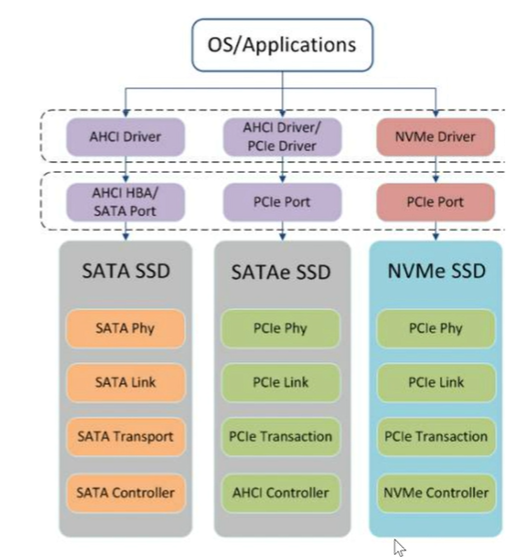 OS/Applications
AHCI Driver
AHCI Driver/
PCIe Driver
NVMe Driver
AHCI HBA/
SATA Port
PCIe Port
PCIe Port
SATA SSD
SATAe SSD
NVMe SSD
SATA Phy
PCIe Phy
PCIe Phy
SATA Link
PCIe Link
PCIe Link
SATA Transport
PCIe Transaction
PCIe Transaction
SATA Controller
AHCI Controller
NVMe Controller